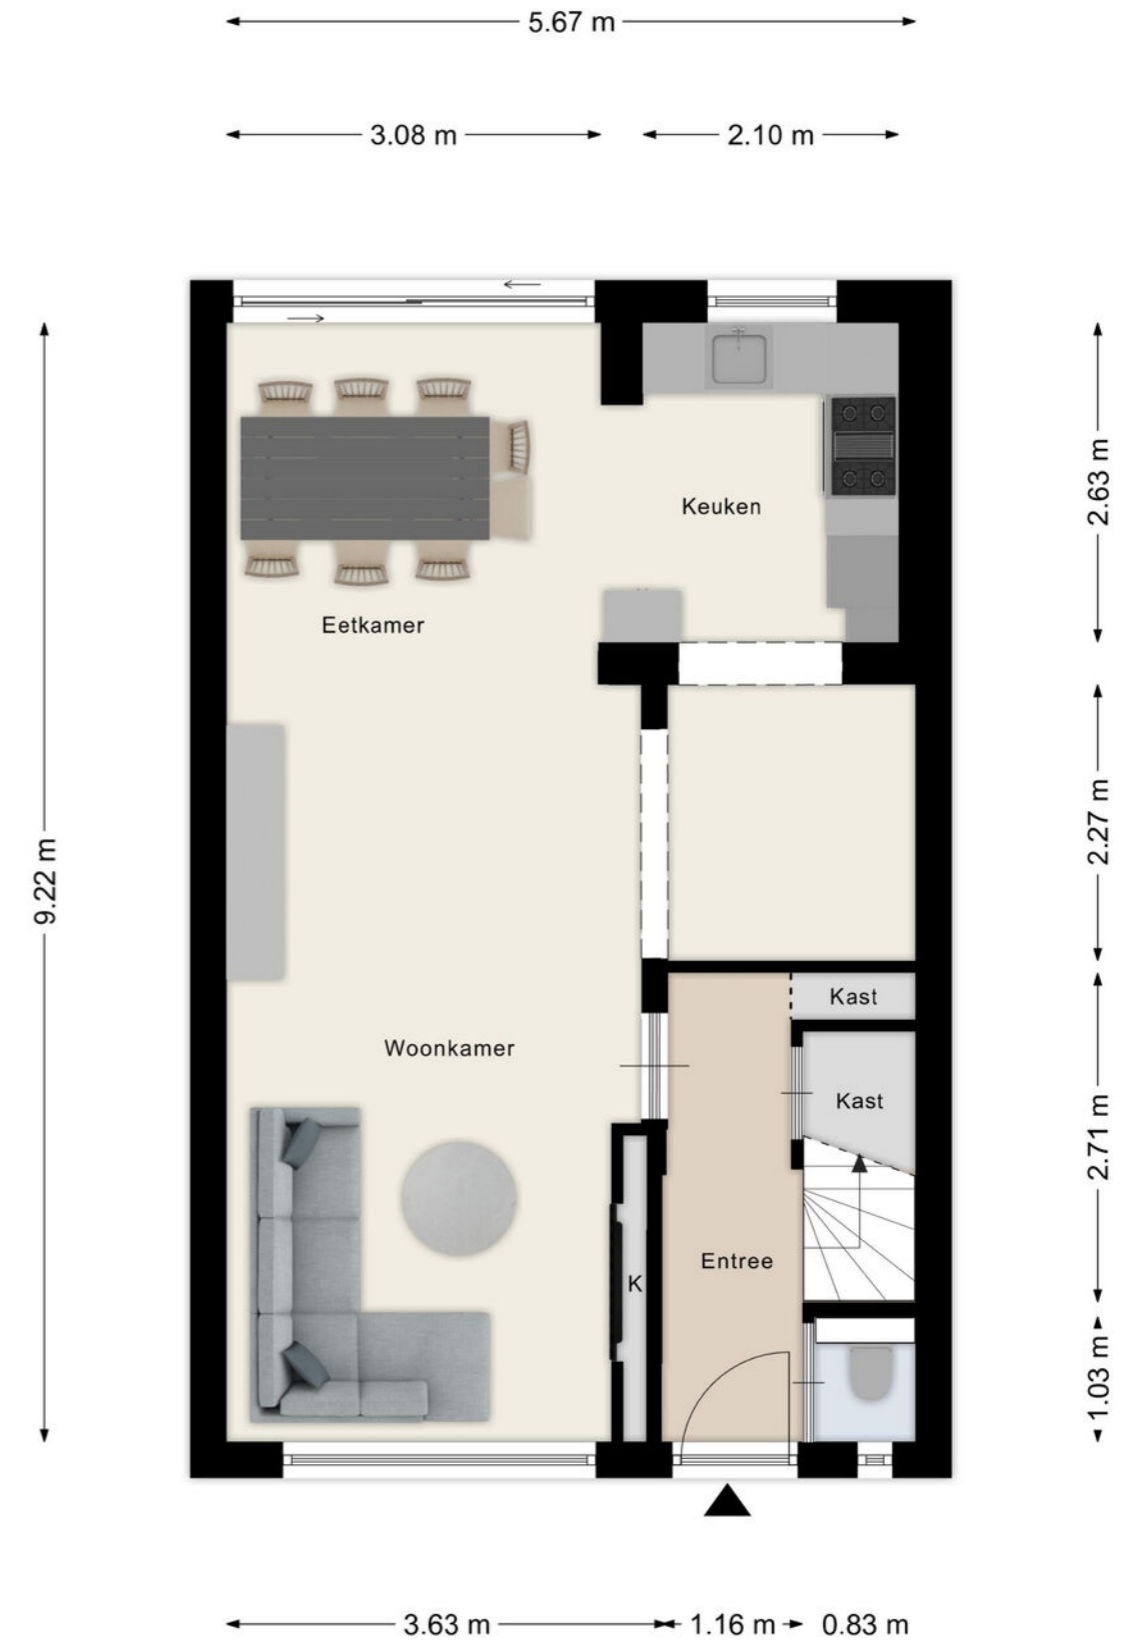 5.67 m
3.08 m
2.10 m
Keuken
2.63 m
Eetkamer
2.27 m
9.22 m
Kast
Woonkamer
Kast
2.71 m
Entree
K
1.03 m
3.63 m
1.16 m
0.83 m